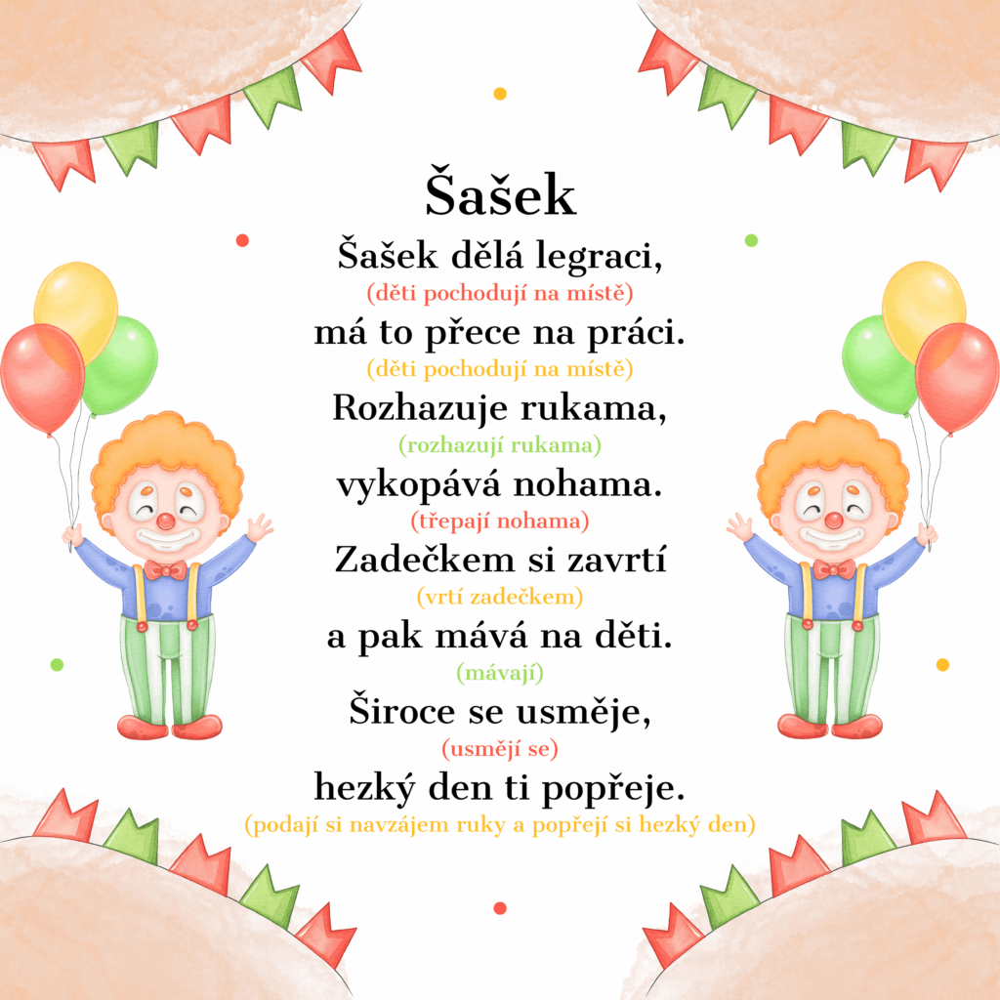 Šašek
Šašek dělá legraci,
(děti pochodují na místě)
má to přece na práci.
(děti pochodují na místě)
Rozhazuje rukama,
(rozhazují rukama)
vykopává nohama.
(třepají nohama)
Zadečkem si zavrtí
(vrtí zadečkem)
a pak mává na děti.
(mávají)
Široce se usměje,
(usmějí se)
hezký den ti popřeje.
(podají si navzájem ruky a popřejí si hezký den)